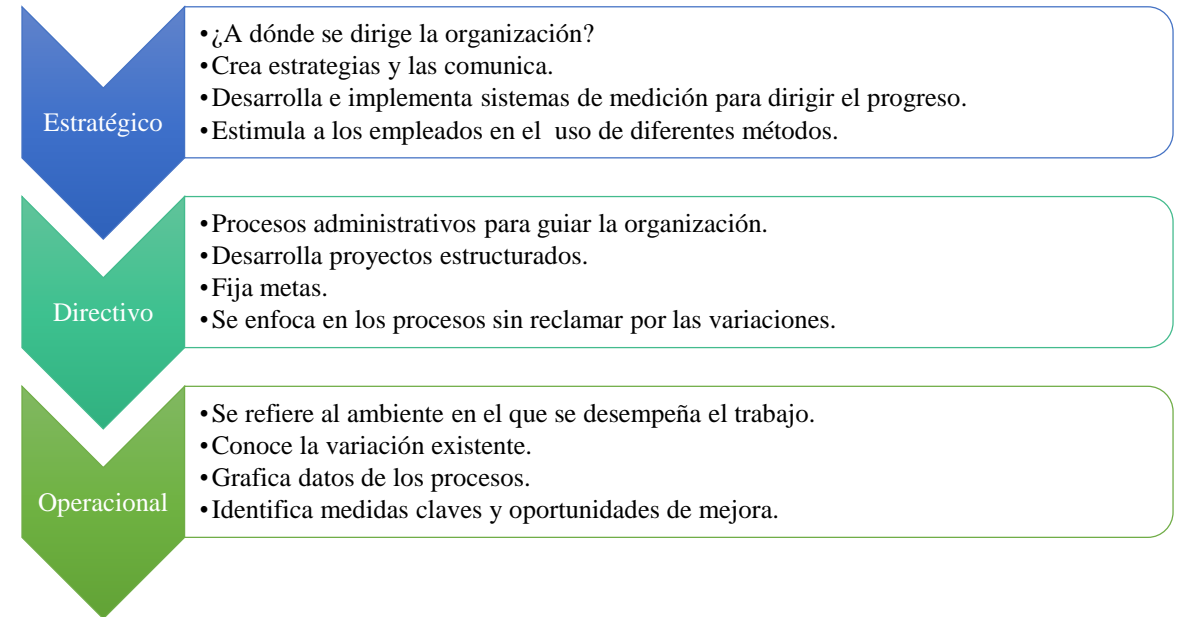 Estratégico
•¿A dónde se dirige la organización?
•Crea estrategias y las comunica.
•Desarrolla e implementa sistemas de medición para dirigir el progreso.
•Estimula a los empleados en el  uso de diferentes métodos.
Directivo
•Procesos administrativos para guiar la organización.
•Desarrolla proyectos estructurados.
•Fija metas.
•Se enfoca en los procesos sin reclamar por las variaciones.
Operacional
•Se refiere al ambiente en el que se desempeña el trabajo.
•Conoce la variación existente.
•Grafica datos de los procesos.
•Identifica medidas claves y oportunidades de mejora.